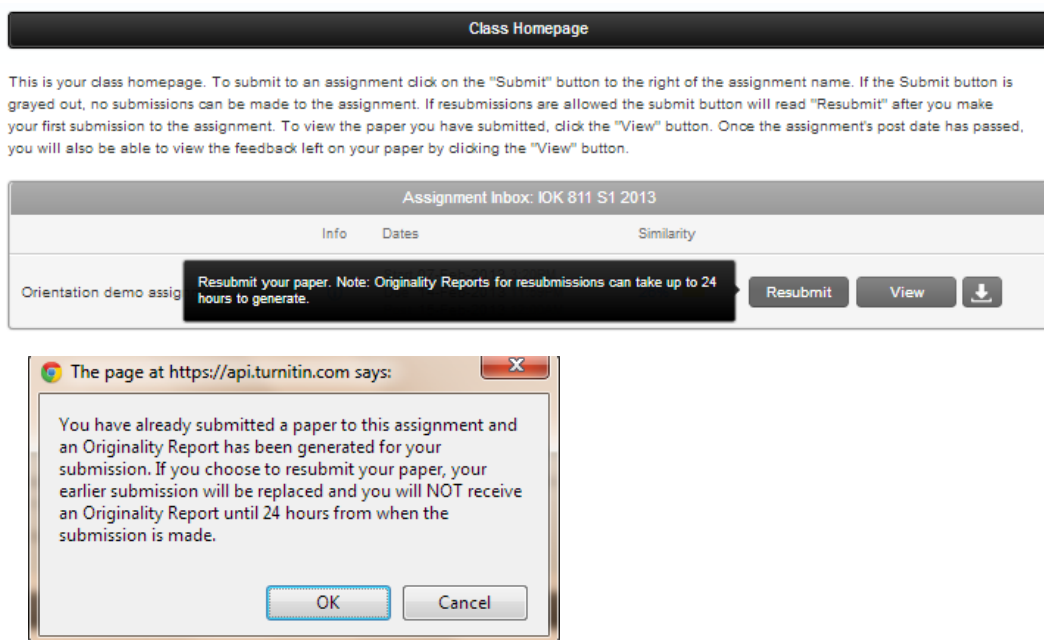 Class Homepage
This is your class homepage. To submit to an assignment click on the "Submit" button to the right of the assignment name. If the Submit button is
grayed out, no submissions can be made to the assignment. If resubmissions are allowed the submit button will read "Resubmit" after you make
your first submission to the assignment. To view the paper you have submitted, click the "View" button. Once the assignment's post date has passed,
you will also be able to view the feedback left on your paper by clicking the "View" button.
Assignment Inbox: IOK 811 S1 2013
Info Dates Similarity
Orientation demo assig
Resubmit your paper. Note: Originality Reports for resubmissions can take up to 24
hours to generate.
Resubmit View
The page at https://api.turnitin.com says:
You have already submitted a paper to this assignment and
an Originality Report has been generated for your
submission. If you choose to resubmit your paper, your
earlier submission will be replaced and you will NOT receive
an Originality Report until 24 hours from when the
submission is made.
OK Cancel